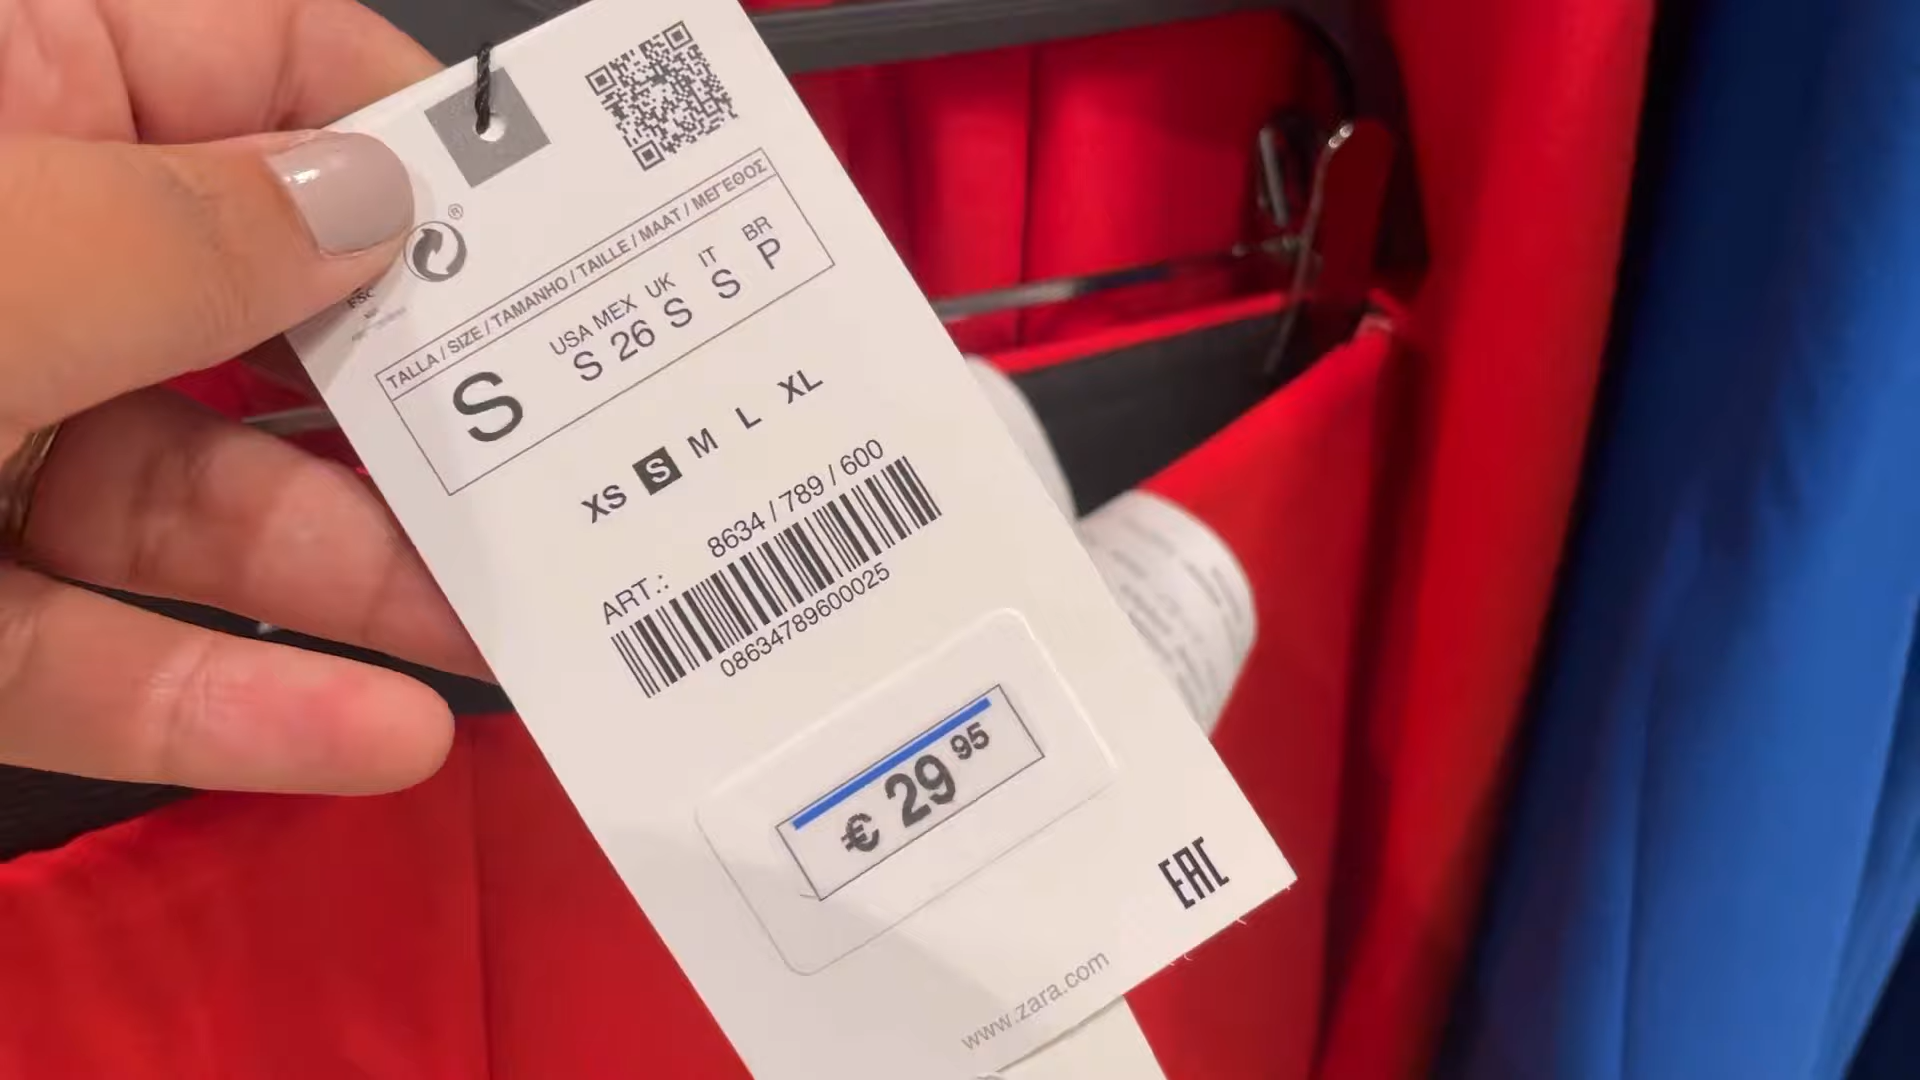 ®
TALLA / SIZE / TAMANHO / TAILLE / MAAT / ΜΕΓΕΘΟΣ
USA MEX UK IT BR
S S 26 S S P
XS S M L XL
8634 / 789 / 600
ART.:
08634789600025
€ 29 95
EAC
www.zara.com